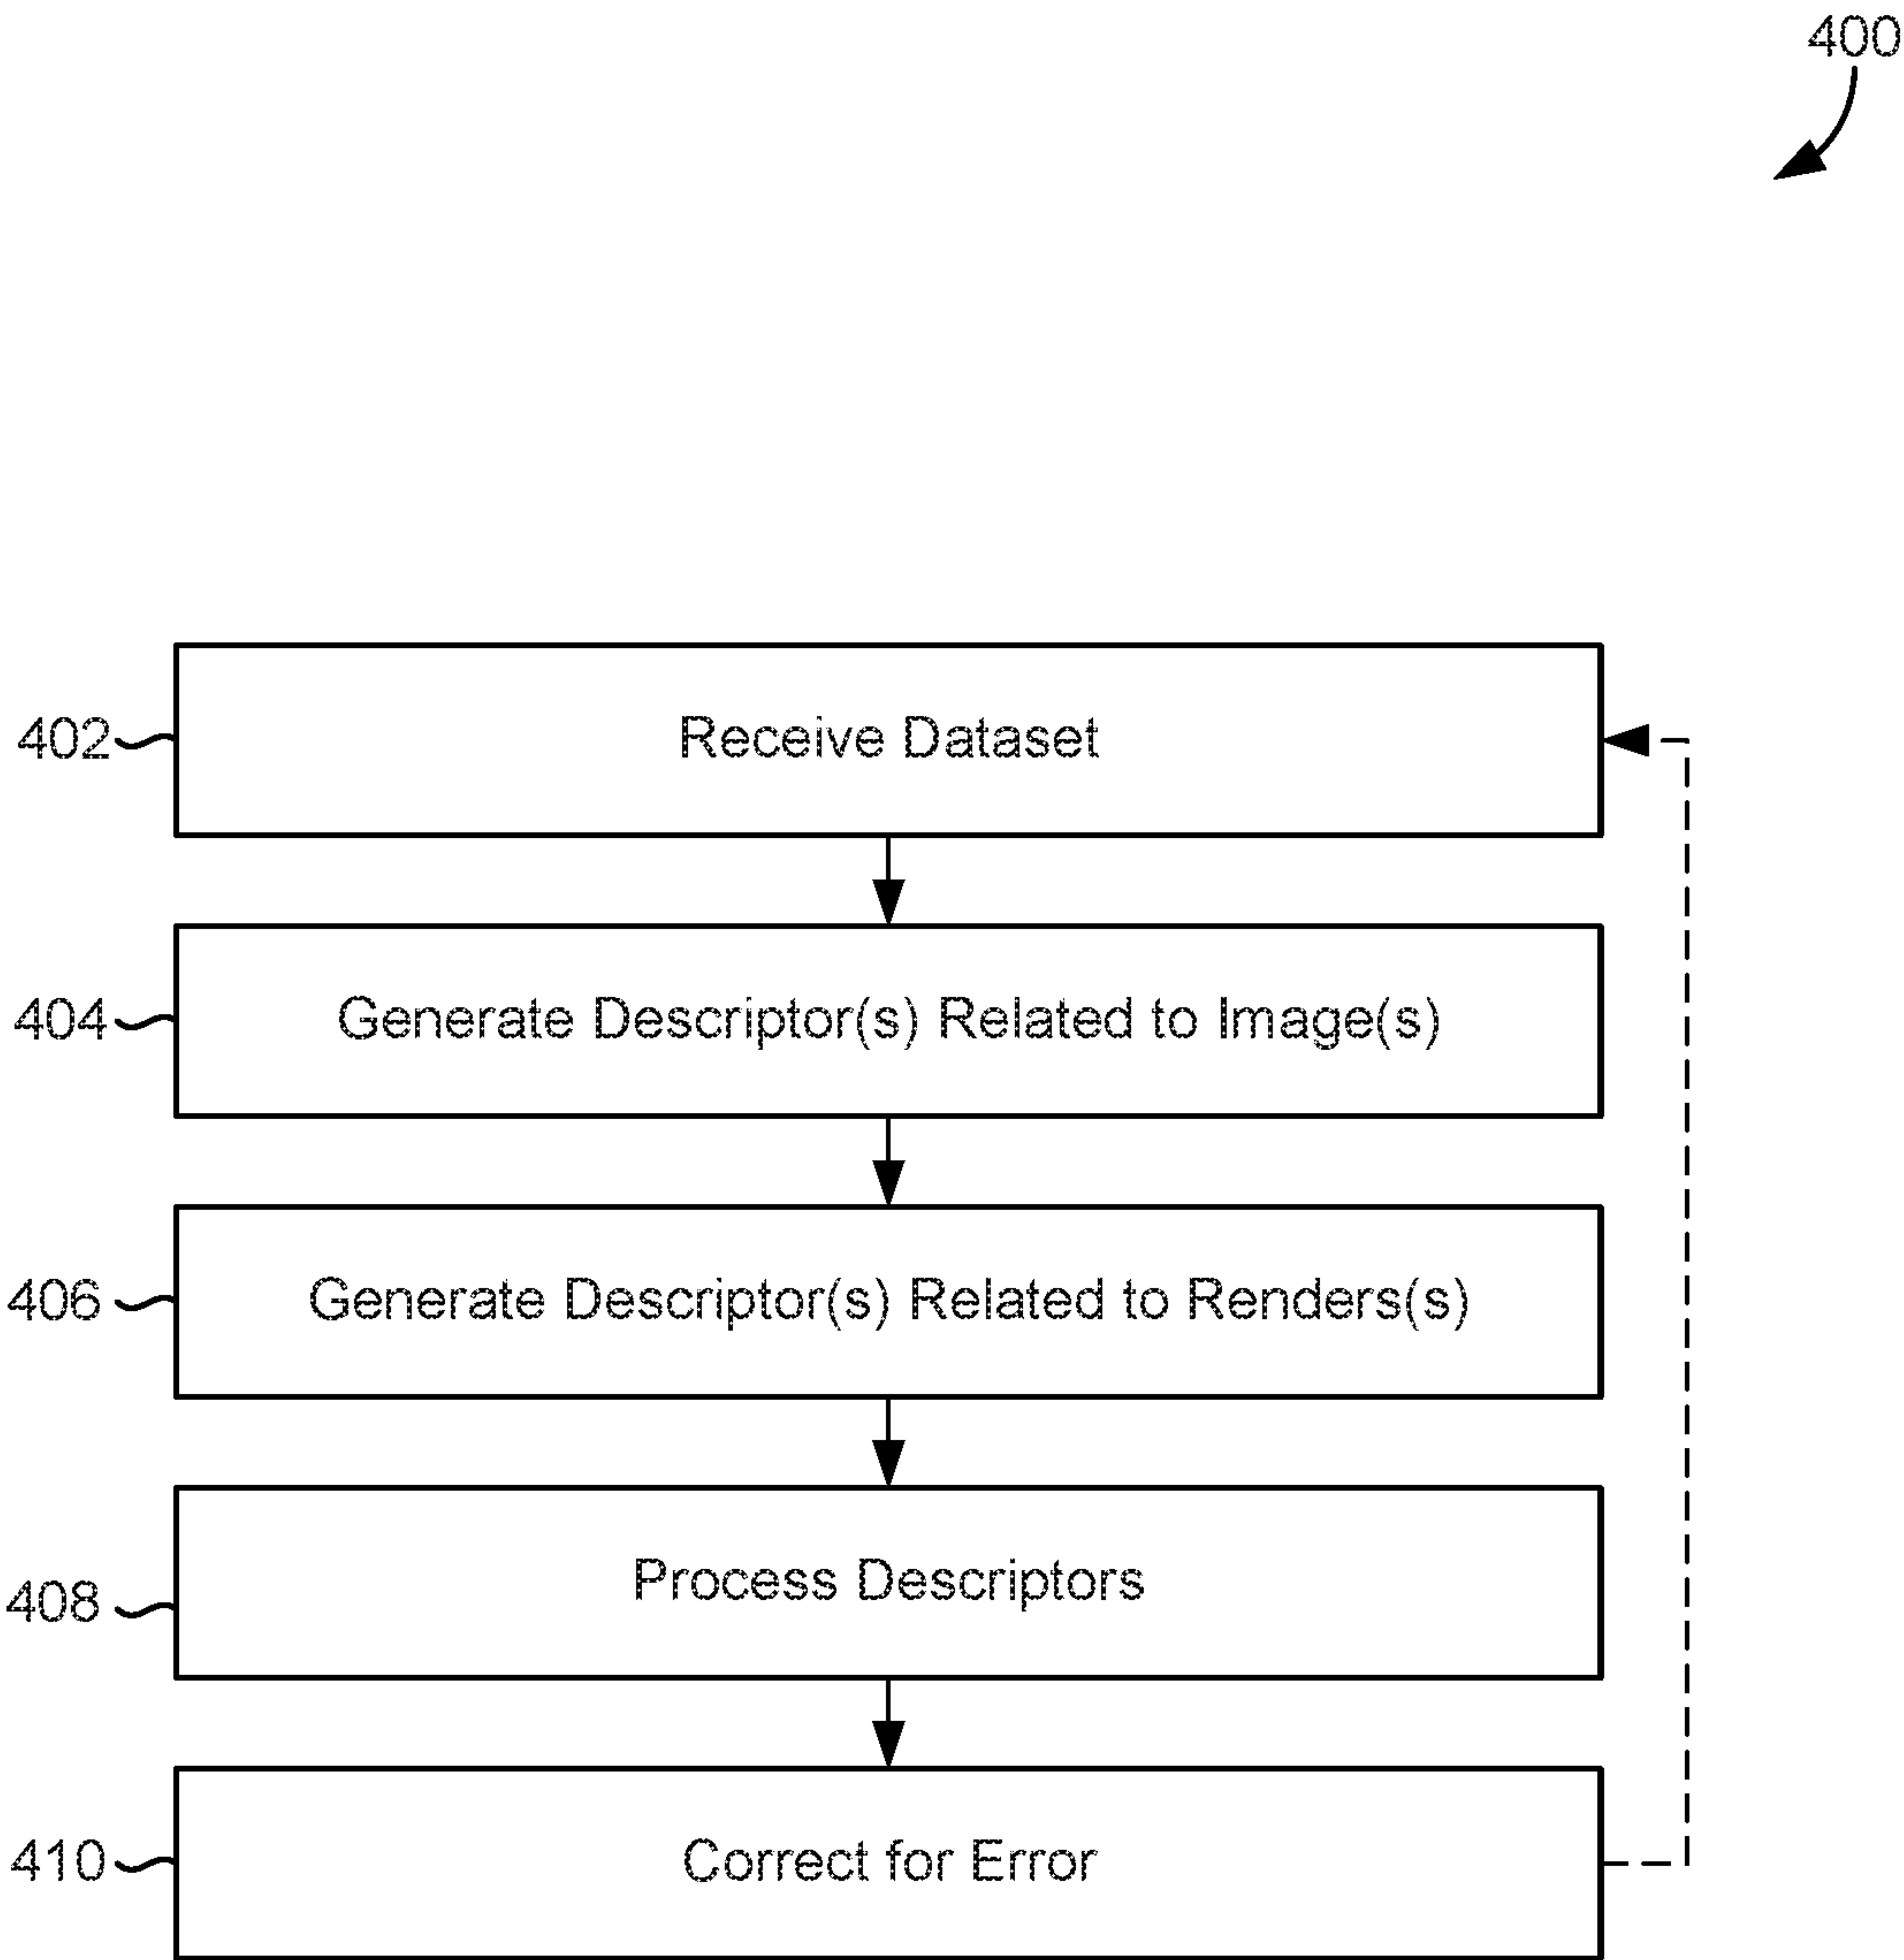 400
402 Receive Dataset
404 Generate Descriptor(s) Related to Image(s)
406 Generate Descriptor(s) Related to Renders(s)
408 Process Descriptors
410 Correct for Error